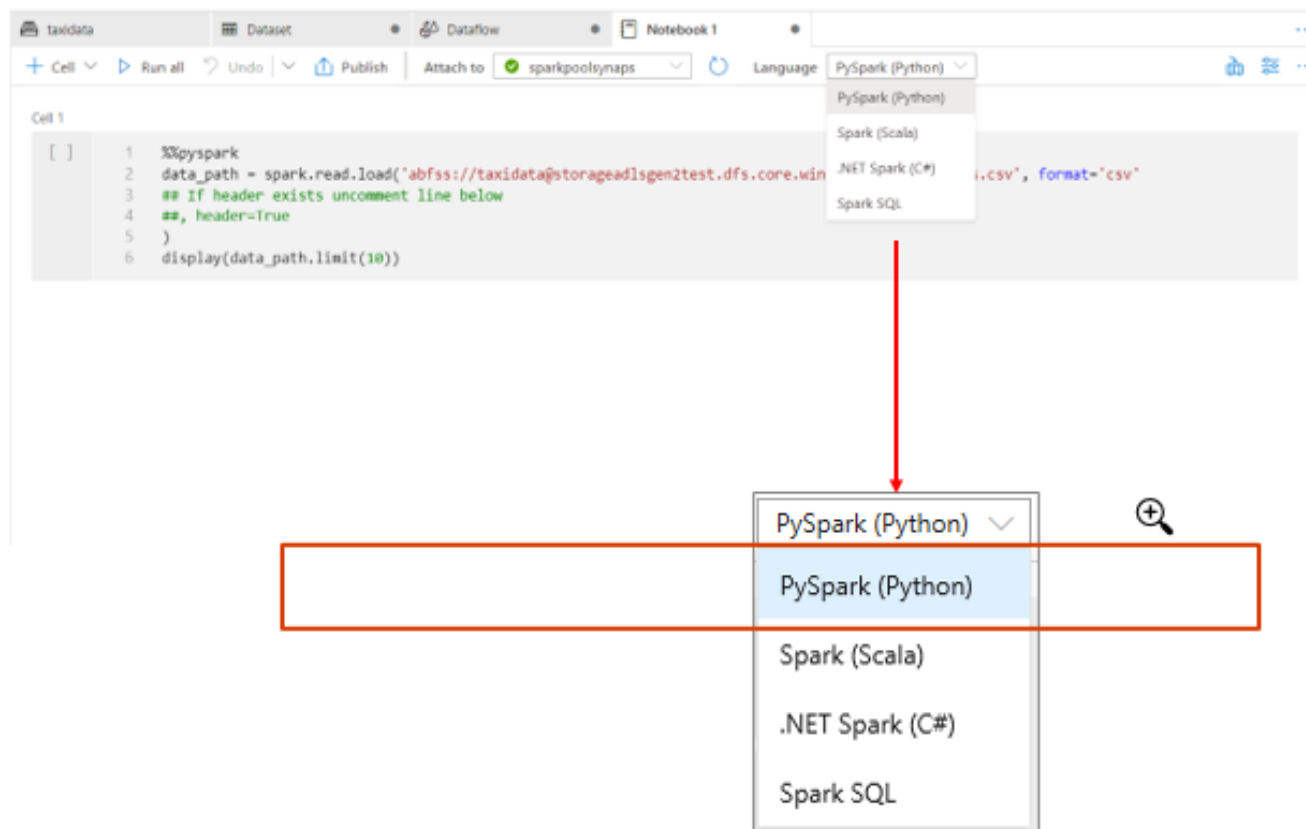 taxidata Dataset Dataflow Notebook 1
Cell Run all Undo Publish Attach to sparkpoolsynaps Language PySpark (Python)
PySpark (Python)
Spark (Scala)
.NET Spark (C#)
Spark SQL
Cell 1
[ ] 1 %%pyspark
2 data_path = spark.read.load('abfss://taxidata@storageadlsgen2test.dfs.core.win s.csv', format='csv'
3 ## If header exists uncomment line below
4 ##, header=True
5 )
6 display(data_path.limit(10))
PySpark (Python)
PySpark (Python)
Spark (Scala)
.NET Spark (C#)
Spark SQL